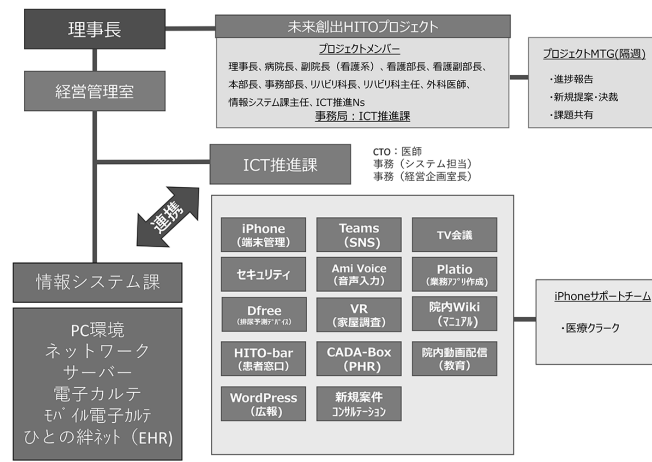 理事長
未来創出HITOプロジェクト
プロジェクトメンバー
理事長、病院長、副院長（看護系）、看護部長、看護副部長、
本部長、事務部長、リハビリ科長、リハビリ科主任、外科医師、
情報システム課主任、ICT推進Ns
事務局：ICT推進課
プロジェクトMTG(隔週)
・進捗報告
・新規提案・決裁
・課題共有
経営管理室
ICT推進課
CTO：医師
事務（システム担当）
事務（経営企画室長）
連携
情報システム課
PC環境
ネットワーク
サーバー
電子カルテ
ﾓﾊﾞｲﾙ電子ｶﾙﾃ
ひとの絆ネット（EHR)
iPhone
(端末管理)
Teams
(SNS)
TV会議
セキュリティ
Ami Voice
(音声入力)
Platio
(業務ｱﾌﾟﾘ作成)
Dfree
(排尿予測ﾃﾞﾊﾞｲｽ)
VR
(家屋調査)
院内Wiki
(ﾏﾆｭｱﾙ)
HITO-bar
(患者窓口)
CADA-Box
(PHR)
院内動画配信
(教育)
WordPress
(広報)
新規案件
ｺﾝｻﾙﾃｰｼｮﾝ
iPhoneサポートチーム
・医療クラーク